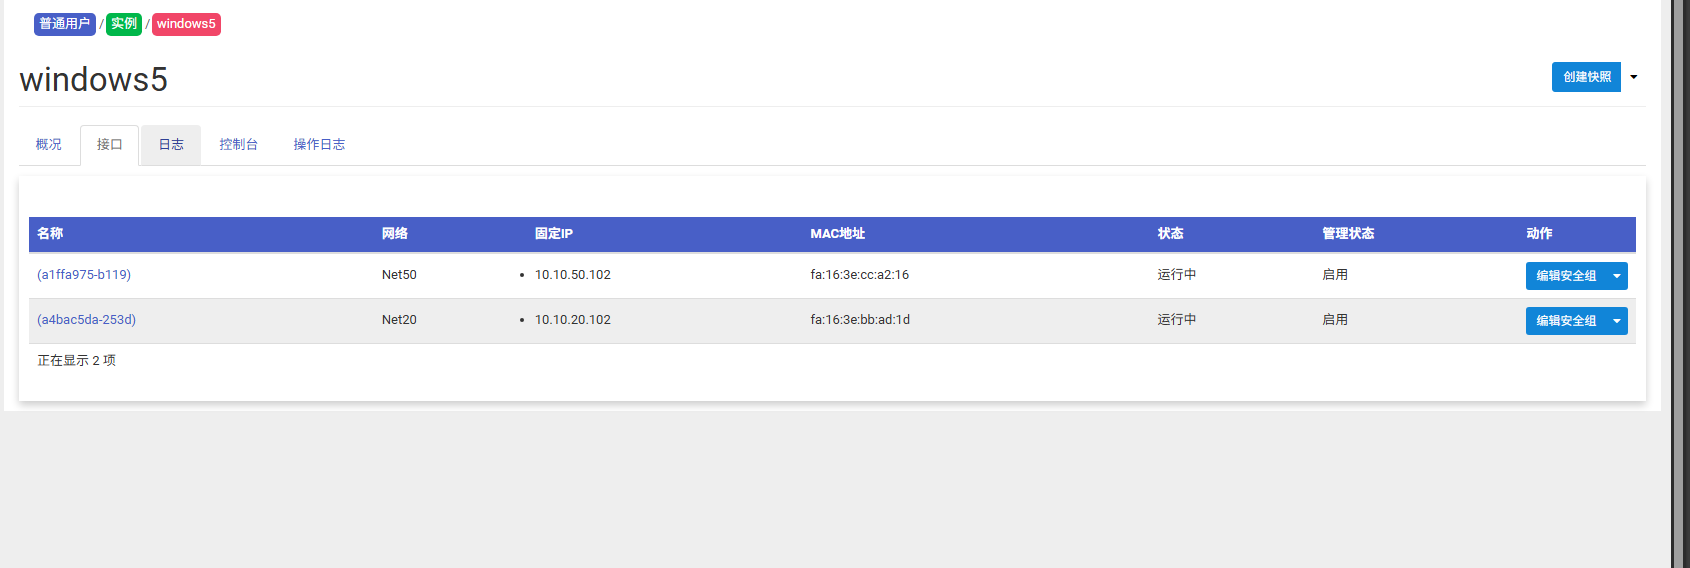 普通用户 / 实例 / windows5
windows5
创建快照
概况 接口 日志 控制台 操作日志
名称 网络 固定IP MAC地址 状态 管理状态 动作
(a1ffa975-b119) Net50 • 10.10.50.102 fa:16:3e:cc:a2:16 运行中 启用 编辑安全组
(a4bac5da-253d) Net20 • 10.10.20.102 fa:16:3e:bb:ad:1d 运行中 启用 编辑安全组
正在显示 2 项